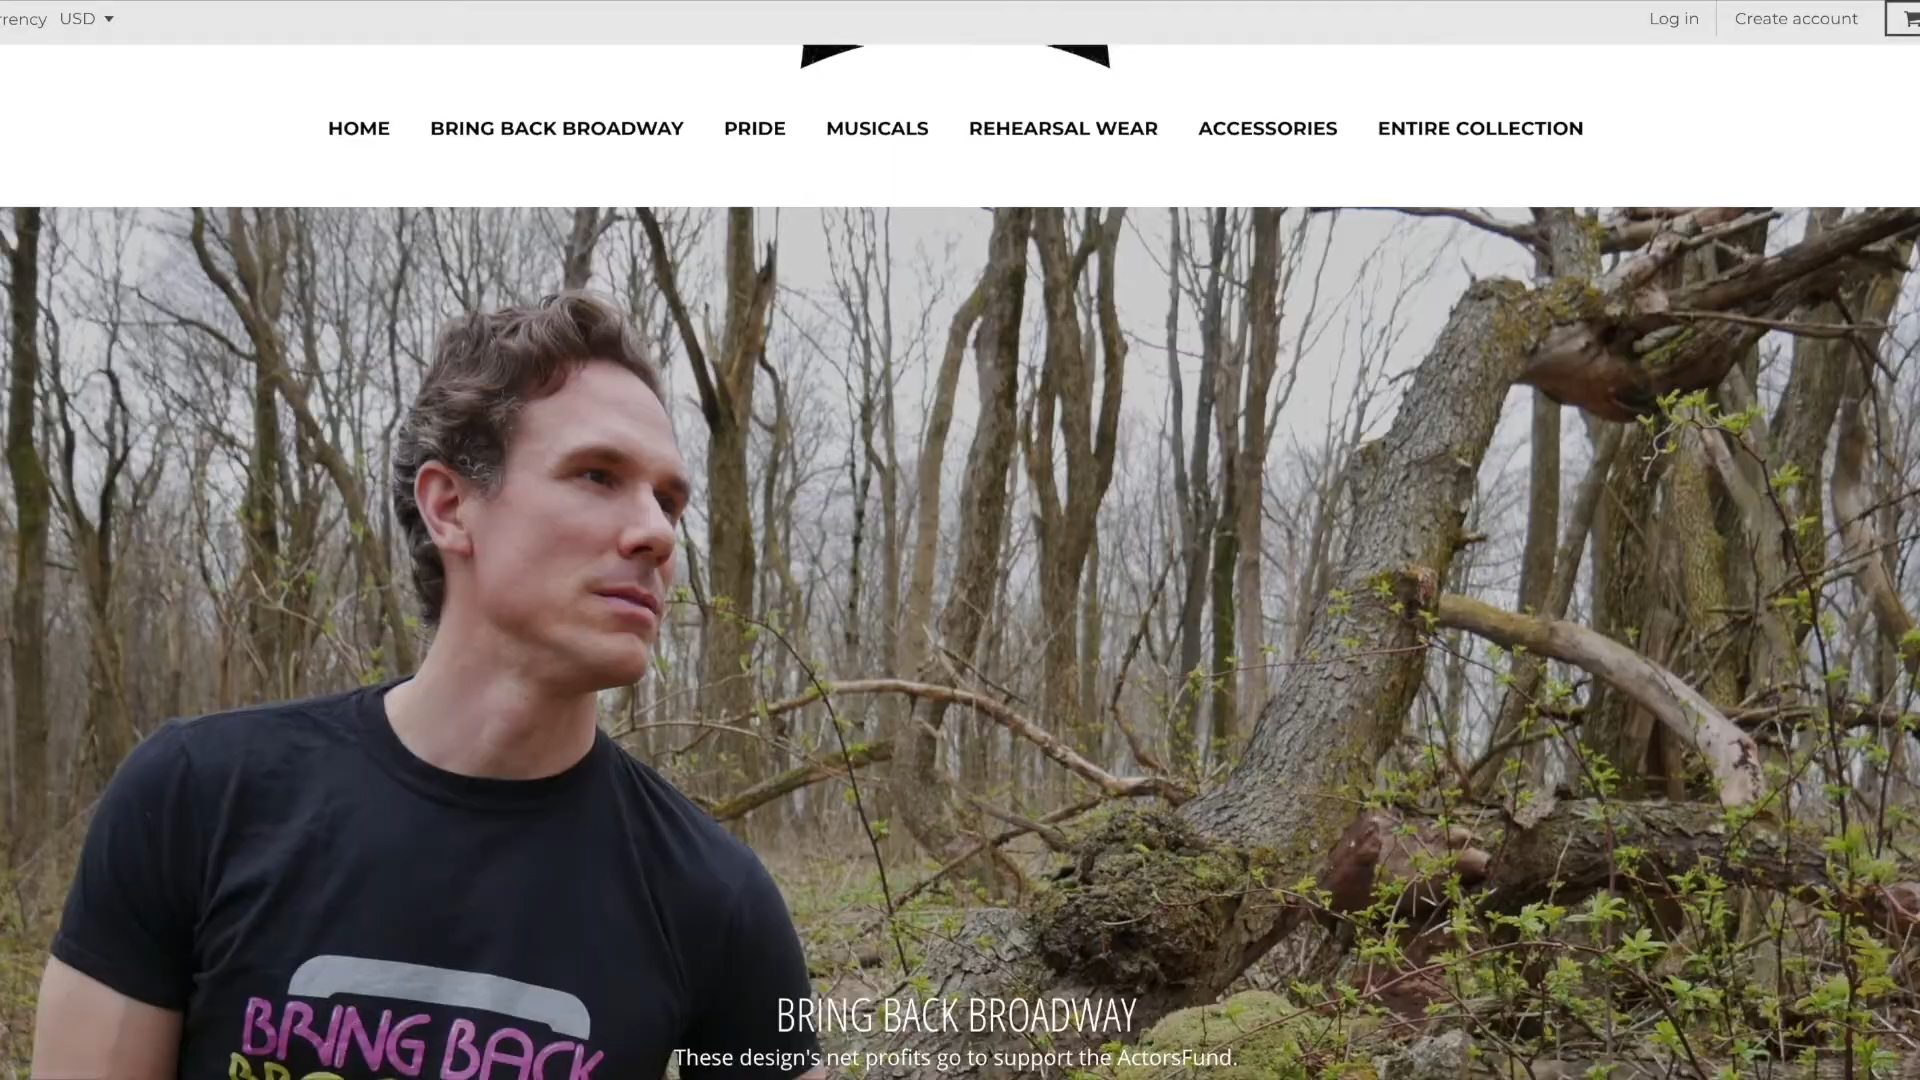 USD
Log in
Create account
HOME
BRING BACK BROADWAY
PRIDE
MUSICALS
REHEARSAL WEAR
ACCESSORIES
ENTIRE COLLECTION
BRING BACK
BRING BACK BROADWAY
These design's net profits go to support the ActorsFund.